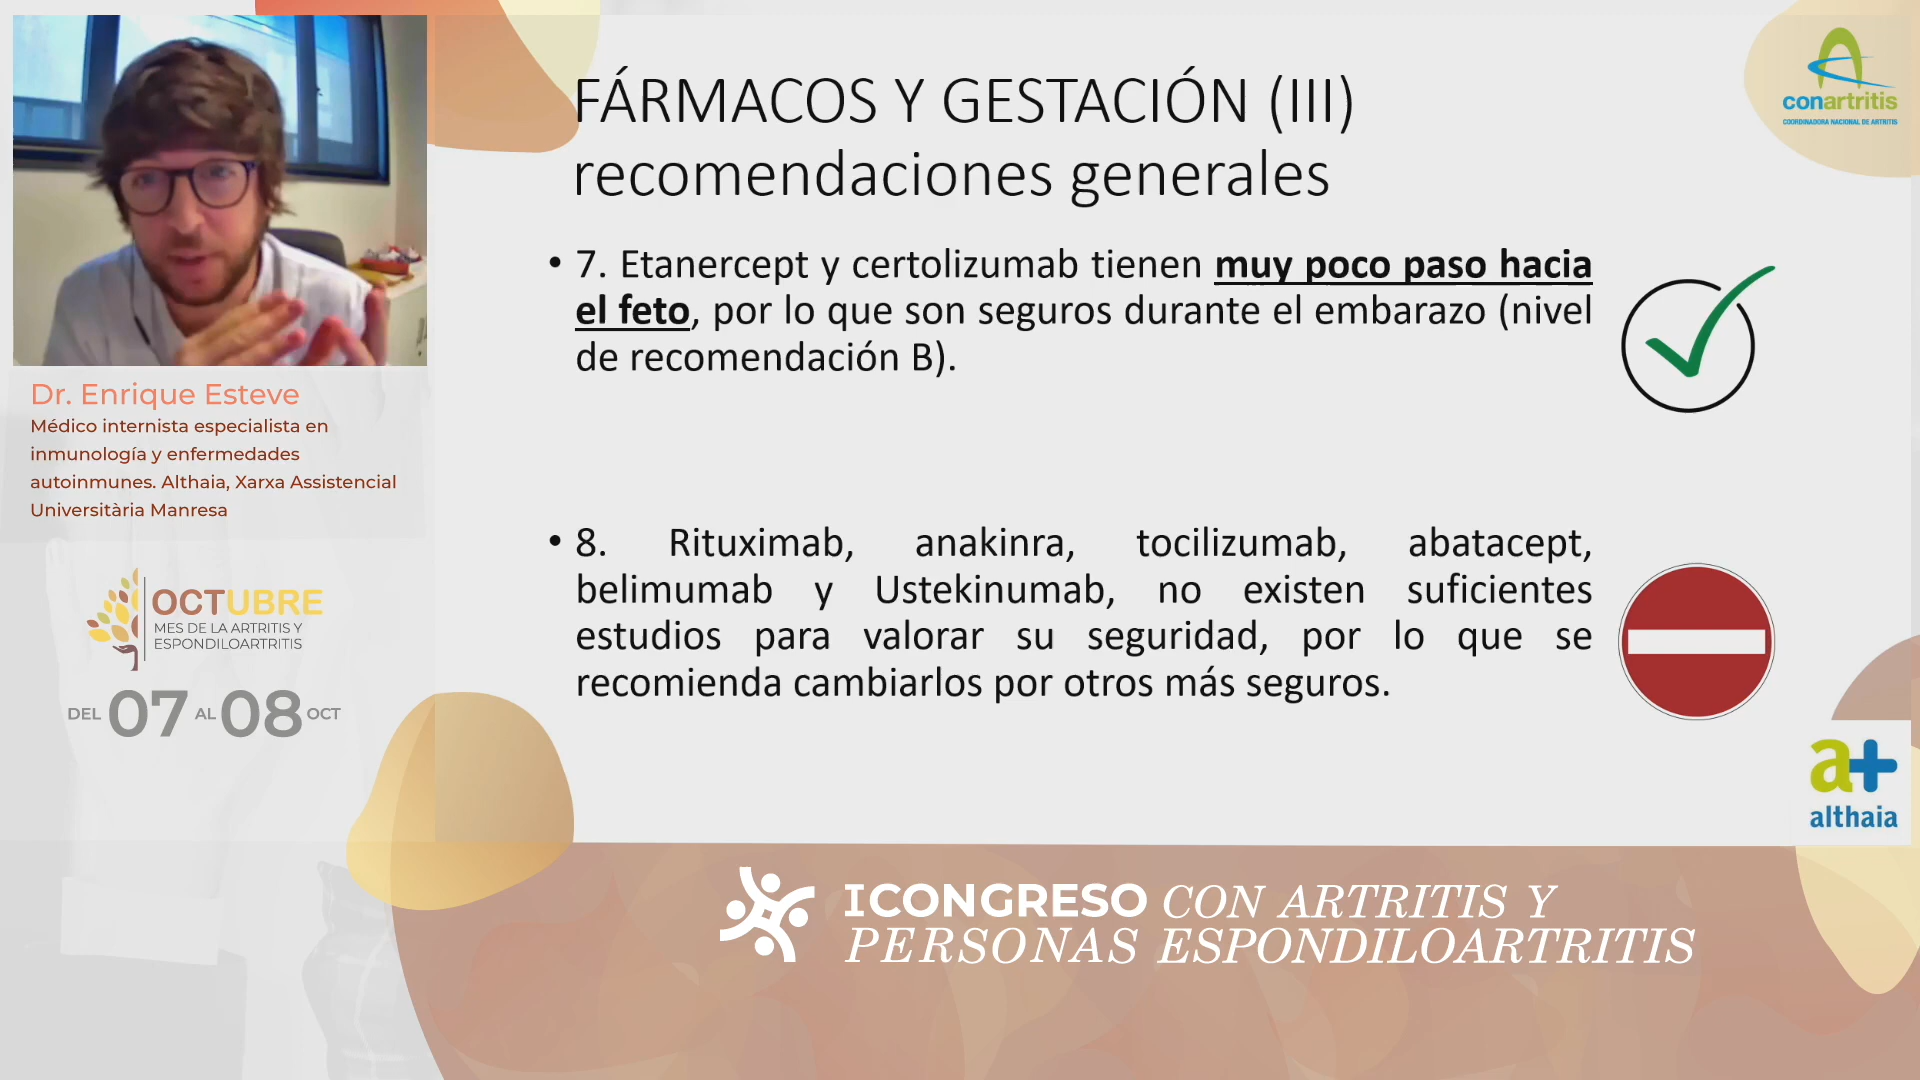 FÁRMACOS Y GESTACIÓN (III)
recomendaciones generales
• 7. Etanercept y certolizumab tienen muy poco paso hacia
el feto, por lo que son seguros durante el embarazo (nivel
de recomendación B).
• 8. Rituximab, anakinra, tocilizumab, abatacept,
belimumab y Ustekinumab, no existen suficientes
estudios para valorar su seguridad, por lo que se
recomienda cambiarlos por otros más seguros.
conartritis
COORDINADORA NACIONAL DE ARTRITIS
Dr. Enrique Esteve
Médico internista especialista en
inmunología y enfermedades
autoinmunes. Althaia, Xarxa Assistencial
Universitària Manresa
OCTUBRE
MES DE LA ARTRITIS Y
ESPONDILOARTRITIS
DEL 07 AL 08 OCT
a+
althaia
I CONGRESO CON ARTRITIS Y
PERSONAS ESPONDILOARTRITIS